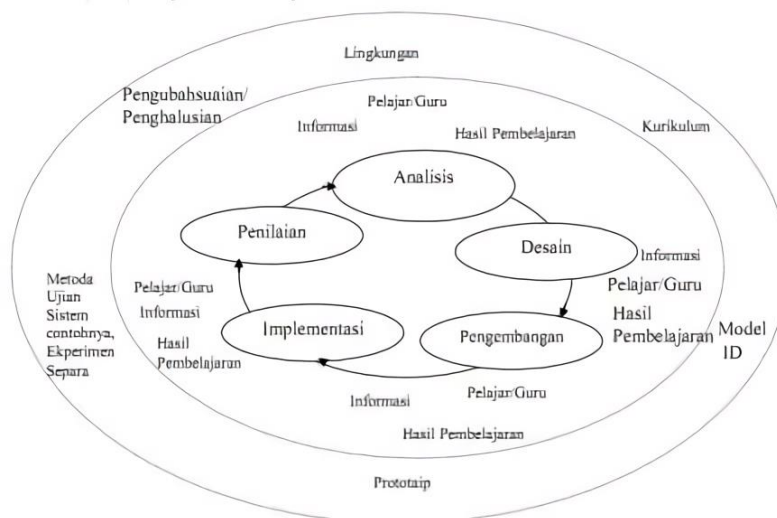 Lingkungan
Pengubahsuaian/
Penghalusian
Pelajar/Guru
Informasi
Hasil Pembelajaran
Kurikulum
Analisis
Penilaian
Desain
Informasi
Pelajar/Guru
Hasil
Pembelajaran
Model
ID
Metoda
Ujian
Sistem
contohnya,
Ekperimen
Separa
Pelajar/Guru
Informasi
Hasil
Pembelajaran
Implementasi
Pengembangan
Informasi
Pelajar/Guru
Hasil Pembelajaran
Prototaip